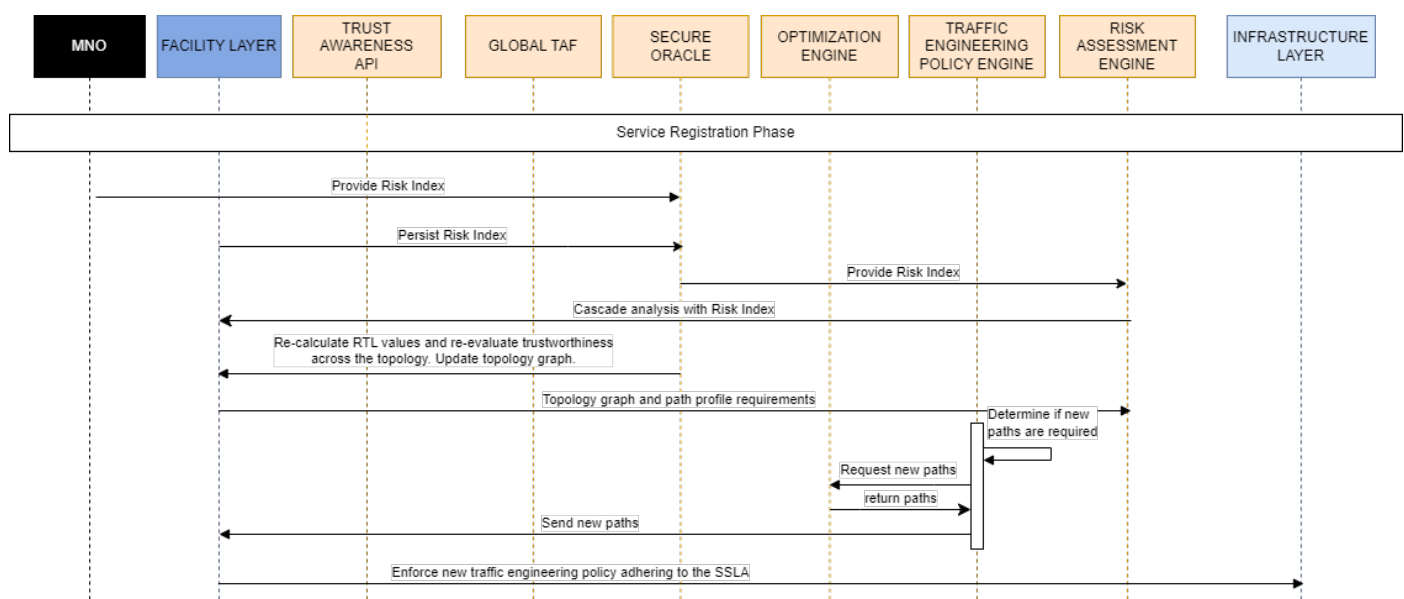 MNO
FACILITY LAYER
TRUST
AWARENESS
API
GLOBAL TAF
SECURE
ORACLE
OPTIMIZATION
ENGINE
TRAFFIC
ENGINEERING
POLICY ENGINE
RISK
ASSESSMENT
ENGINE
INFRASTRUCTURE
LAYER
Service Registration Phase
Provide Risk Index
Persist Risk Index
Provide Risk Index
Cascade analysis with Risk Index
Re-calculate RTL values and re-evaluate trustworthiness
across the topology. Update topology graph.
Topology graph and path profile requirements
Determine if new
paths are required
Request new paths
return paths
Send new paths
Enforce new traffic engineering policy adhering to the SSLA